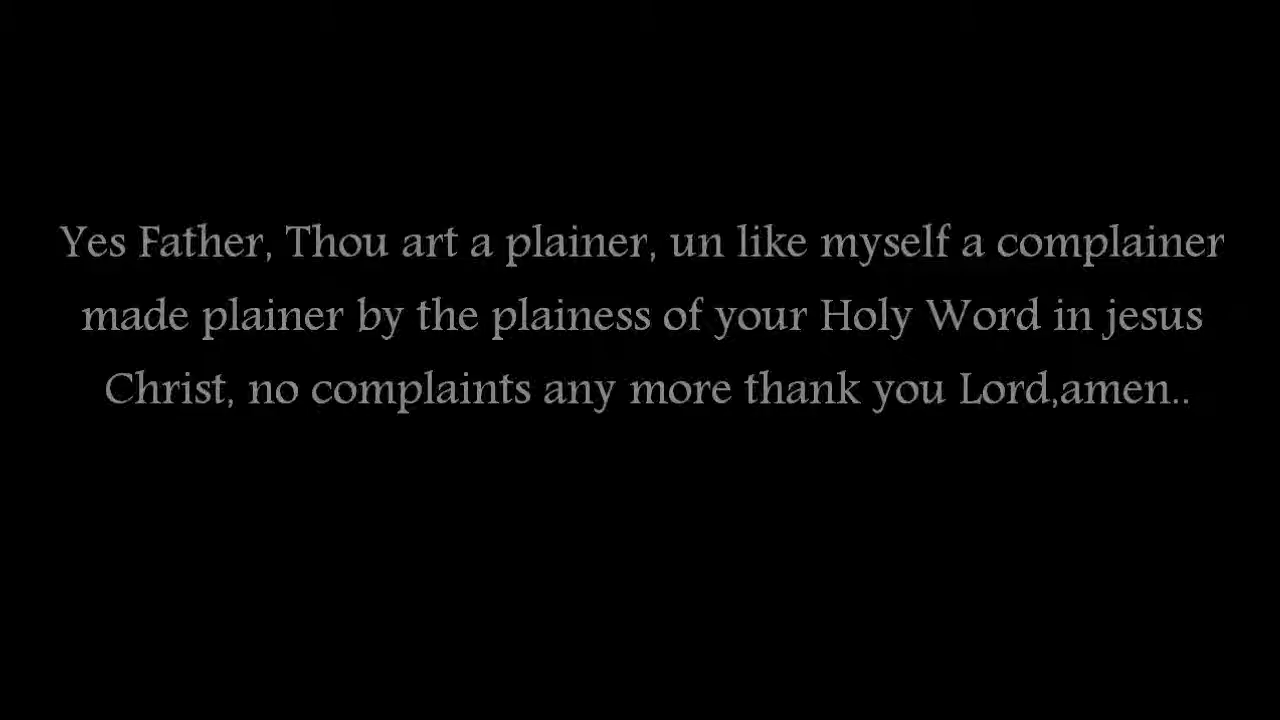 Yes Father, Thou art a plainer, un like myself a complainer
made plainer by the plainess of your Holy Word in jesus
Christ, no complaints any more thank you Lord,amen..